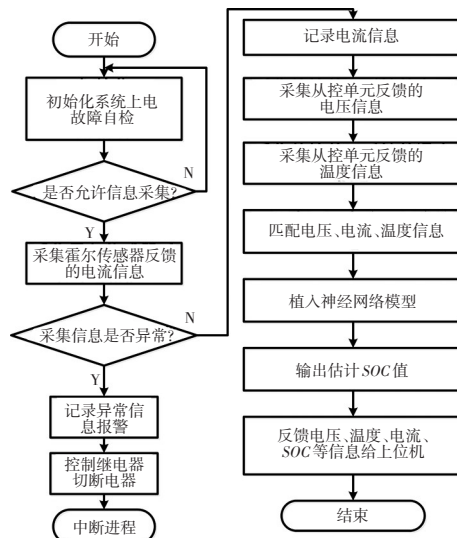 开始
初始化系统上电
故障自检
N
是否允许信息采集?
Y
采集霍尔传感器反馈
的电流信息
N
采集信息是否异常?
Y
记录异常信
息报警
控制继电器
切断电器
中断进程
记录电流信息
采集从控单元反馈的
电压信息
采集从控单元反馈的
温度信息
匹配电压、电流、温度信息
植入神经网络模型
输出估计SOC值
反馈电压、温度、电流、
SOC等信息给上位机
结束